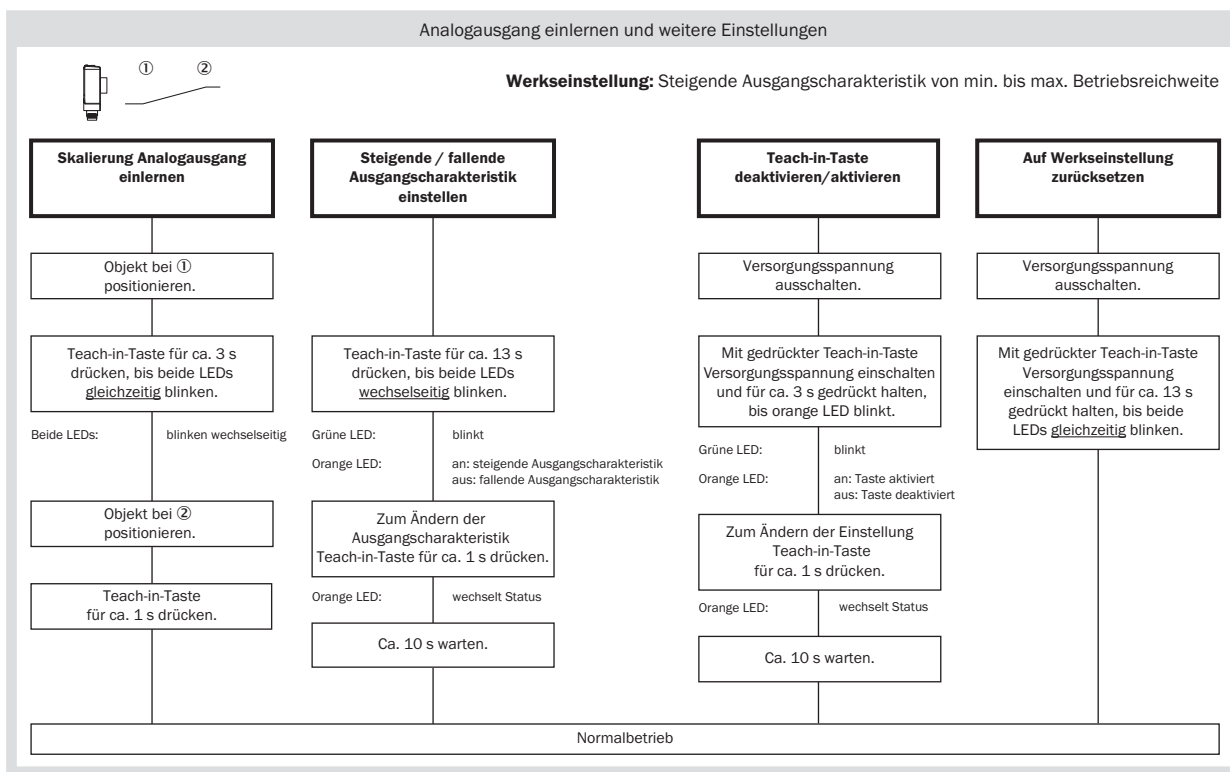 Analogausgang einlernen und weitere Einstellungen
① ②
Werkseinstellung: Steigende Ausgangscharakteristik von min. bis max. Betriebsreichweite
Skalierung Analogausgang
einlernen
Objekt bei ①
positionieren.
Teach-in-Taste für ca. 3 s
drücken, bis beide LEDs
gleichzeitig blinken.
Beide LEDs: blinken wechselseitig
Objekt bei ②
positionieren.
Teach-in-Taste
für ca. 1 s drücken.
Steigende / fallende
Ausgangscharakteristik
einstellen
Teach-in-Taste für ca. 13 s
drücken, bis beide LEDs
wechselseitig blinken.
Grüne LED: blinkt
Orange LED: an: steigende Ausgangscharakteristik
aus: fallende Ausgangscharakteristik
Zum Ändern der
Ausgangscharakteristik
Teach-in-Taste für ca. 1 s drücken.
Orange LED: wechselt Status
Ca. 10 s warten.
Teach-in-Taste
deaktivieren/aktivieren
Versorgungsspannung
ausschalten.
Mit gedrückter Teach-in-Taste
Versorgungsspannung einschalten
und für ca. 3 s gedrückt halten,
bis orange LED blinkt.
Grüne LED: blinkt
Orange LED: an: Taste aktiviert
aus: Taste deaktiviert
Zum Ändern der Einstellung
Teach-in-Taste
für ca. 1 s drücken.
Orange LED: wechselt Status
Ca. 10 s warten.
Auf Werkseinstellung
zurücksetzen
Versorgungsspannung
ausschalten.
Mit gedrückter Teach-in-Taste
Versorgungsspannung
einschalten und für ca. 13 s
gedrückt halten, bis beide
LEDs gleichzeitig blinken.
Normalbetrieb